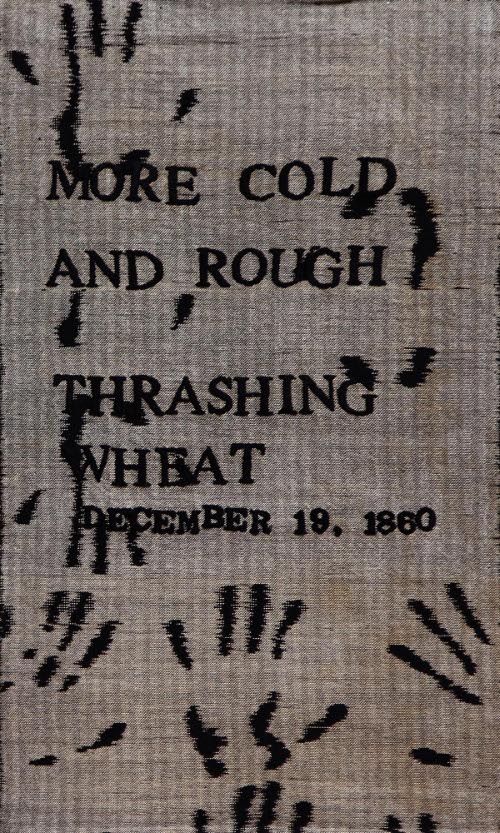 MORE COLD
AND ROUGH
THRASHING
WHEAT
DECEMBER 19, 1860